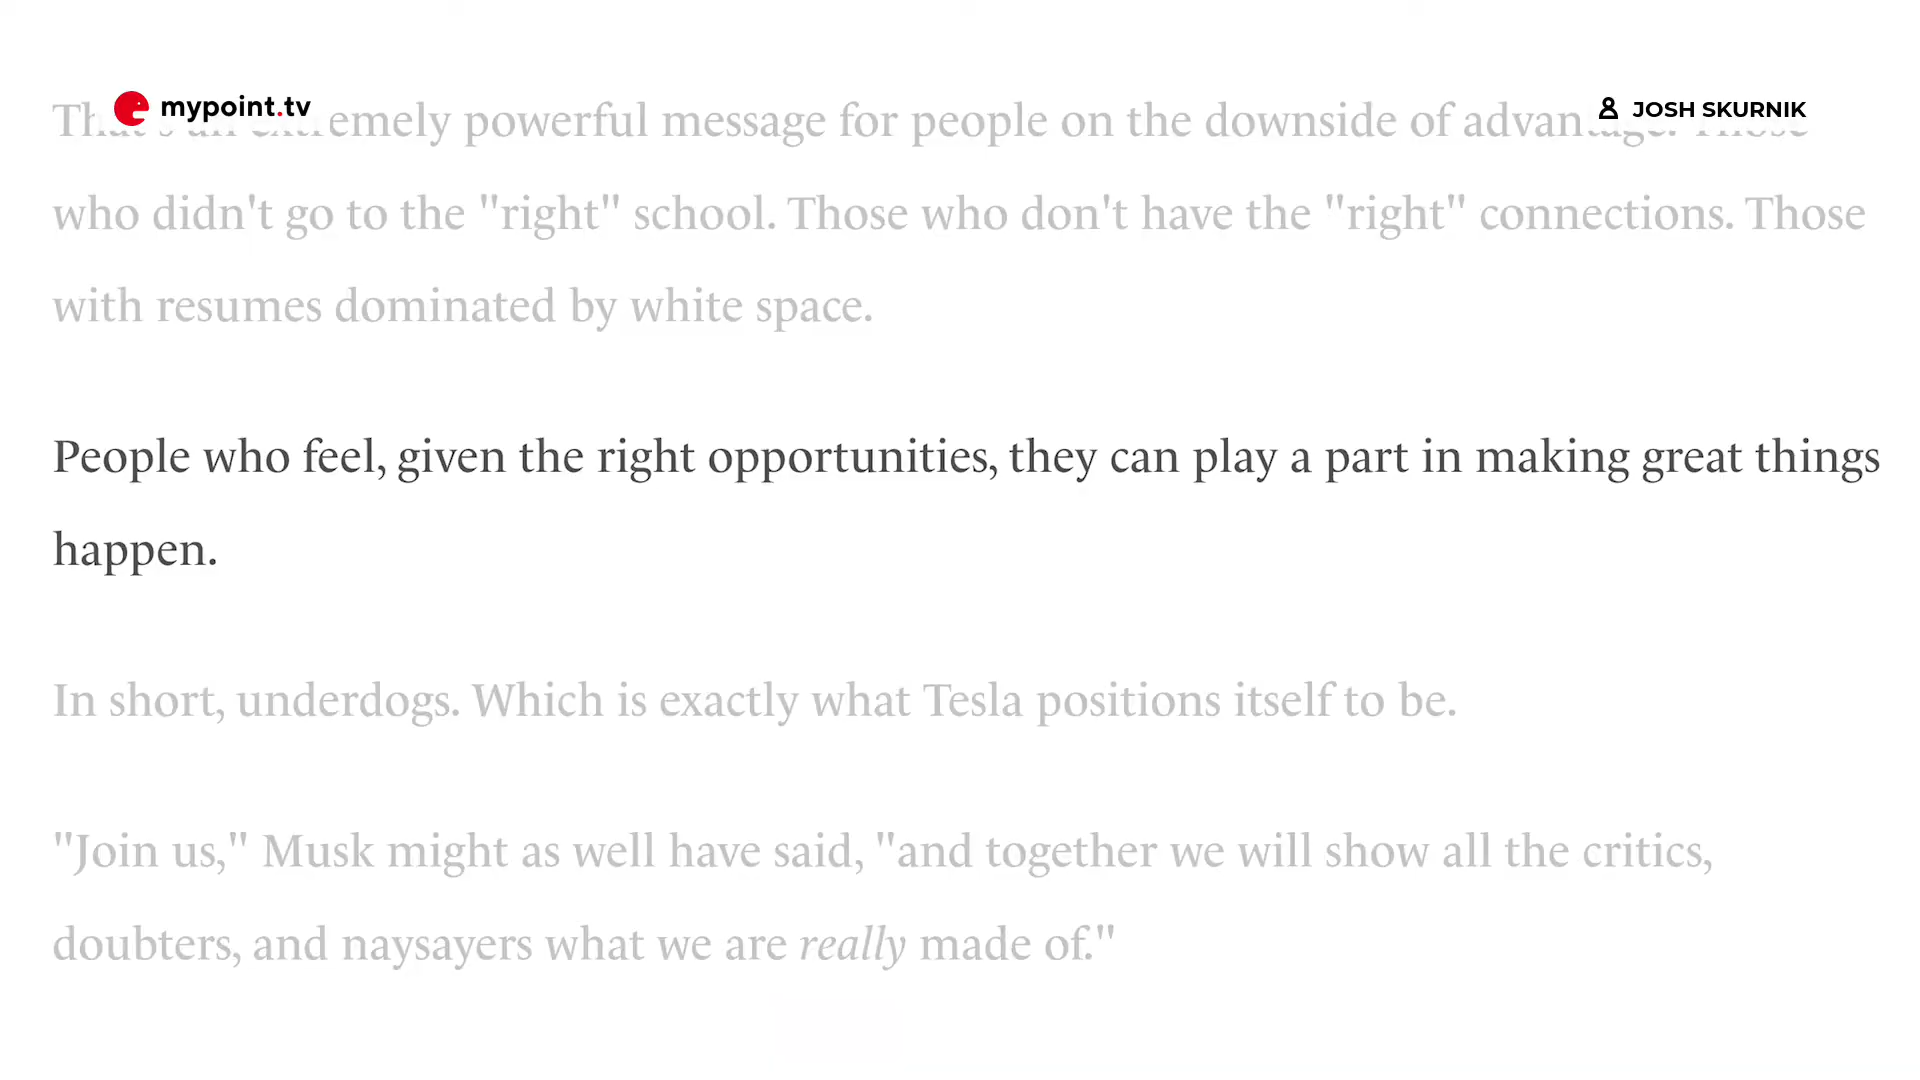 mypoint.tv
JOSH SKURNIK
extremely powerful message for people on the downside of advantage. Those
who didn't go to the "right" school. Those who don't have the "right" connections. Those
with resumes dominated by white space.
People who feel, given the right opportunities, they can play a part in making great things
happen.
In short, underdogs. Which is exactly what Tesla positions itself to be.
"Join us," Musk might as well have said, "and together we will show all the critics,
doubters, and naysayers what we are really made of."